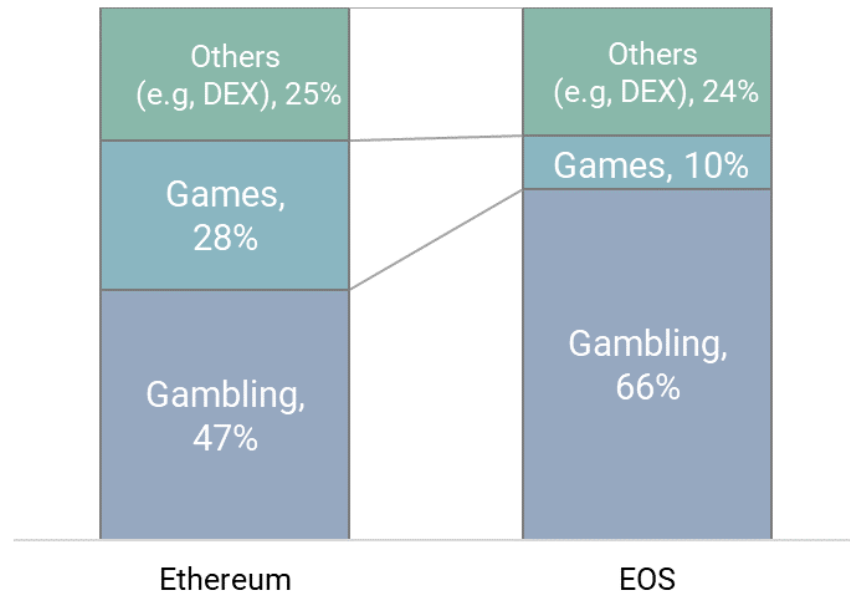 Others
(e.g, DEX), 25%
Games,
28%
Gambling,
47%
Others
(e.g, DEX), 24%
Games, 10%
Gambling,
66%
Ethereum
EOS